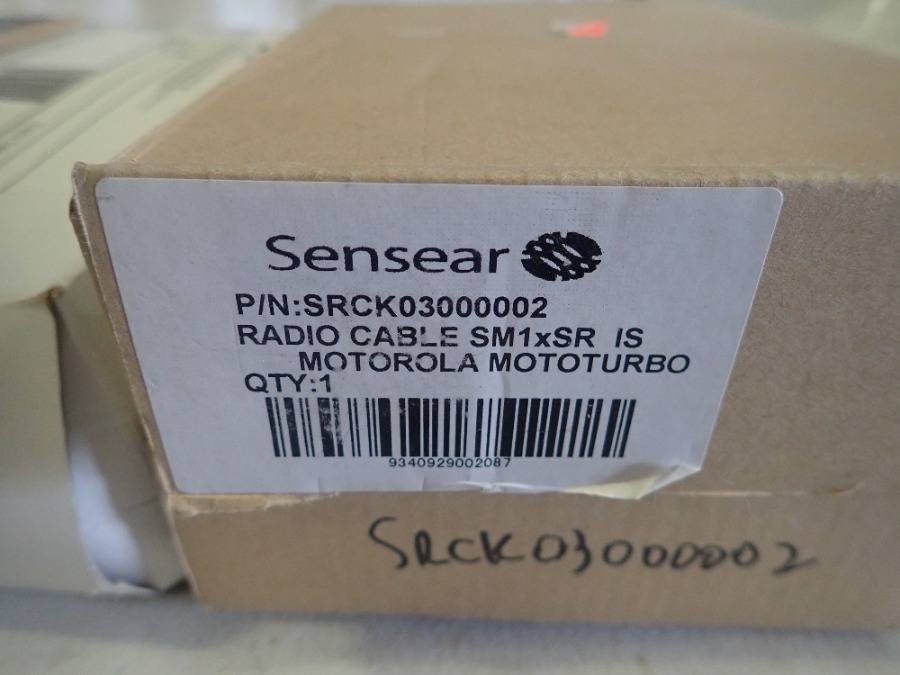 Sensear
P/N:SRCK03000002
RADIO CABLE SM1xSR IS
MOTOROLA MOTOTURBO
QTY:1
9340929002087
SRCK03000002